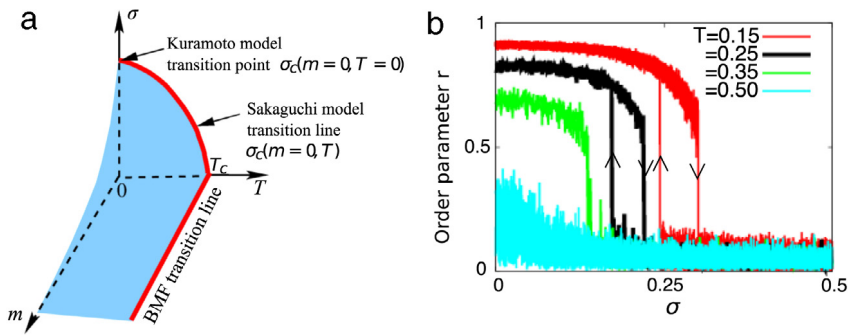 a
σ
Kuramoto model
transition point σc(m=0,T=0)
Sakaguchi model
transition line
σc(m=0,T)
Tc
0
T
BMF transition line
m
b
Order parameter r
1
0.5
0
0
0.25
0.5
σ
T=0.15
=0.25
=0.35
=0.50